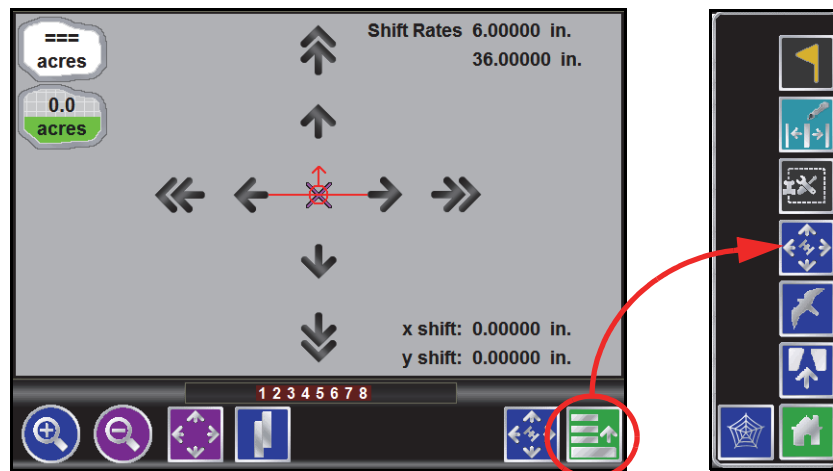 ===
acres
0.0
acres
Shift Rates 6.00000 in.
36.00000 in.
x shift: 0.00000 in.
y shift: 0.00000 in.
1 2 3 4 5 6 7 8